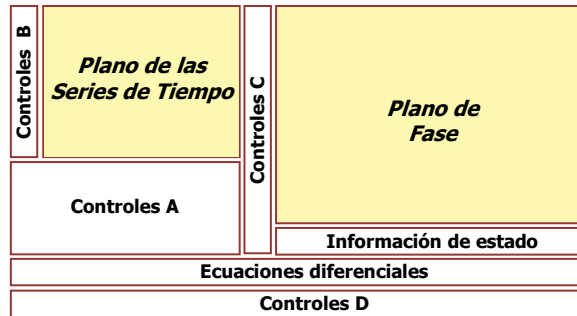 Controles B
Plano de las
Series de Tiempo
Controles C
Plano de
Fase
Controles A
Información de estado
Ecuaciones diferenciales
Controles D